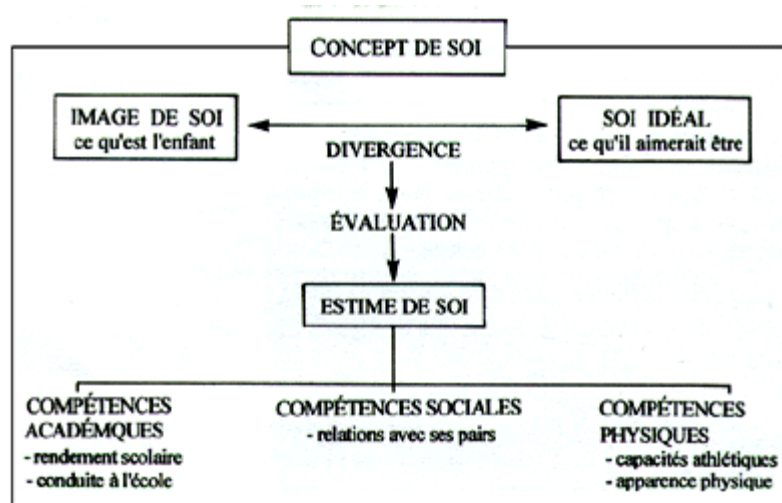 CONCEPT DE SOI
IMAGE DE SOI
ce qu'est l'enfant
SOI IDÉAL
ce qu'il aimerait être
DIVERGENCE
ÉVALUATION
ESTIME DE SOI
COMPÉTENCES
ACADÉMQUES
- rendement scolaire
- conduite à l'école
COMPÉTENCES SOCIALES
- relations avec ses pairs
COMPÉTENCES
PHYSIQUES
- capacités athlétiques
- apparence physique